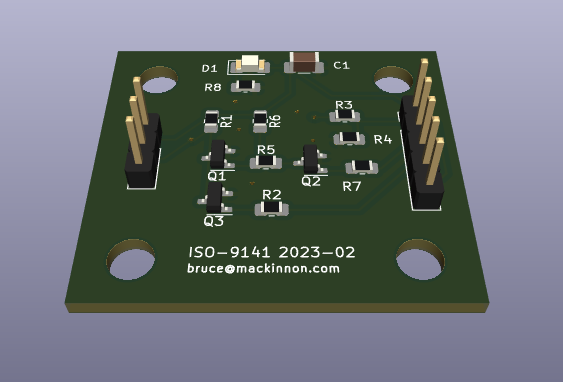 D1
C1
R8
R1
R6
R3
R4
R5
Q1
Q2
R7
R2
Q3
ISO-9141 2023-02
bruce@mackinnon.com